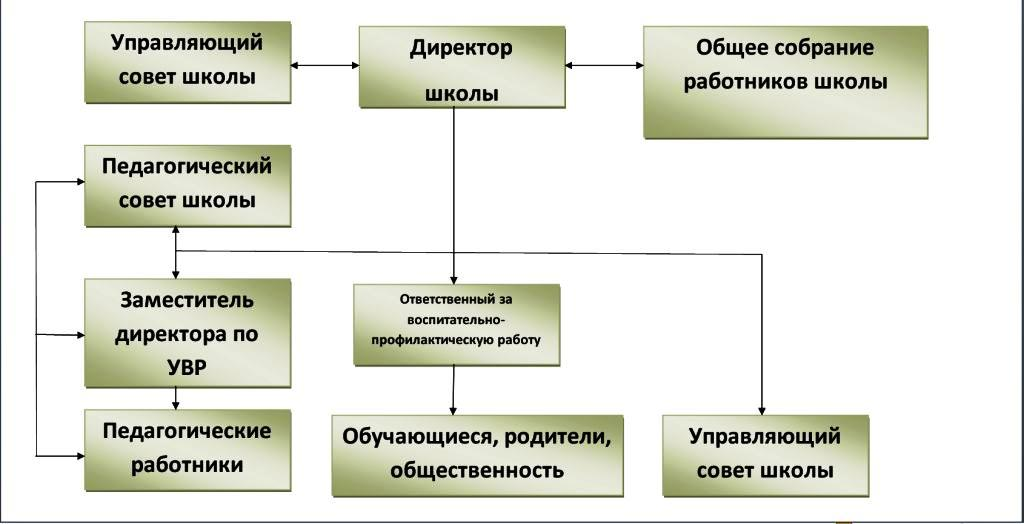 Управляющий
совет школы
Директор
школы
Общее собрание
работников школы
Педагогический
совет школы
Заместитель
директора по
УВР
Ответственный за
воспитательно-
профилактическую работу
Педагогические
работники
Обучающиеся, родители,
общественность
Управляющий
совет школы